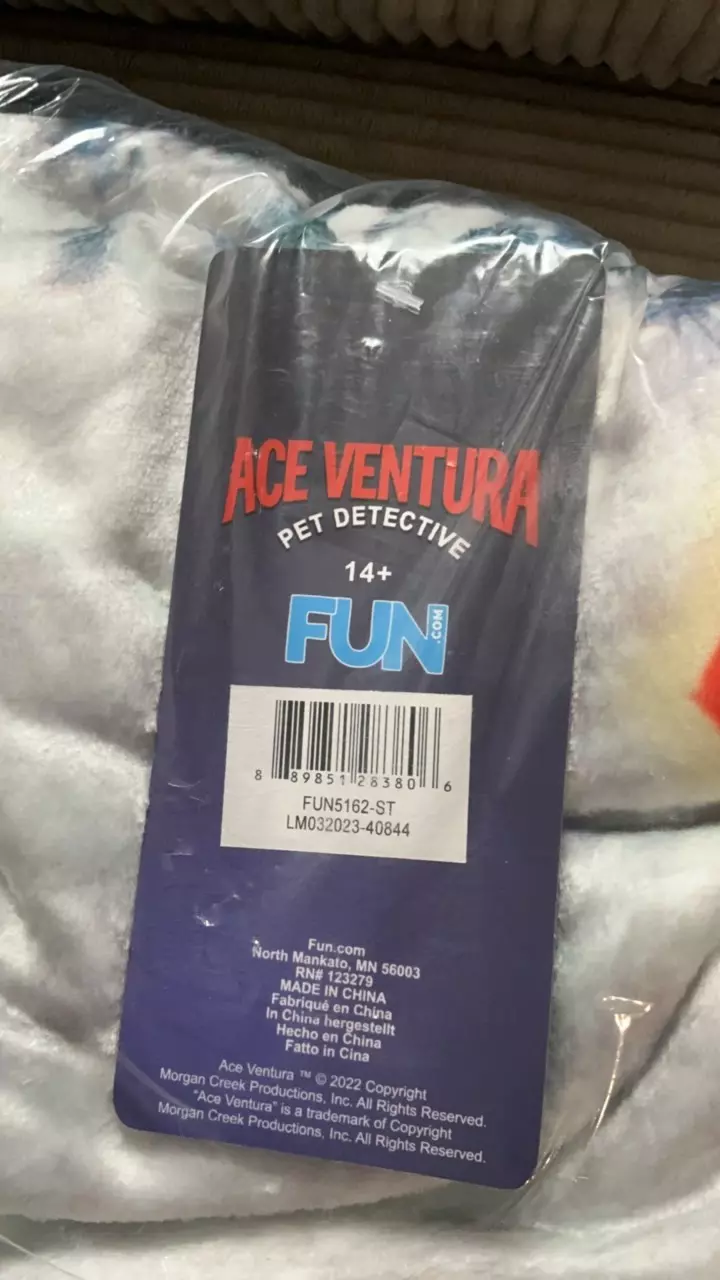 ACE VENTURA
PET DETECTIVE
14+
FUN.COM
8 89851 28380 6
FUN5162-ST
LM032023-40844
Fun.com
North Mankato, MN 56003
RN# 123279
MADE IN CHINA
Fabriqué en China
In China hergestellt
Hecho en China
Fatto in Cina
Ace Ventura ™ © 2022 Copyright
Morgan Creek Productions, Inc. All Rights Reserved.
"Ace Ventura" is a trademark of Copyright
Morgan Creek Productions, Inc. All Rights Reserved.